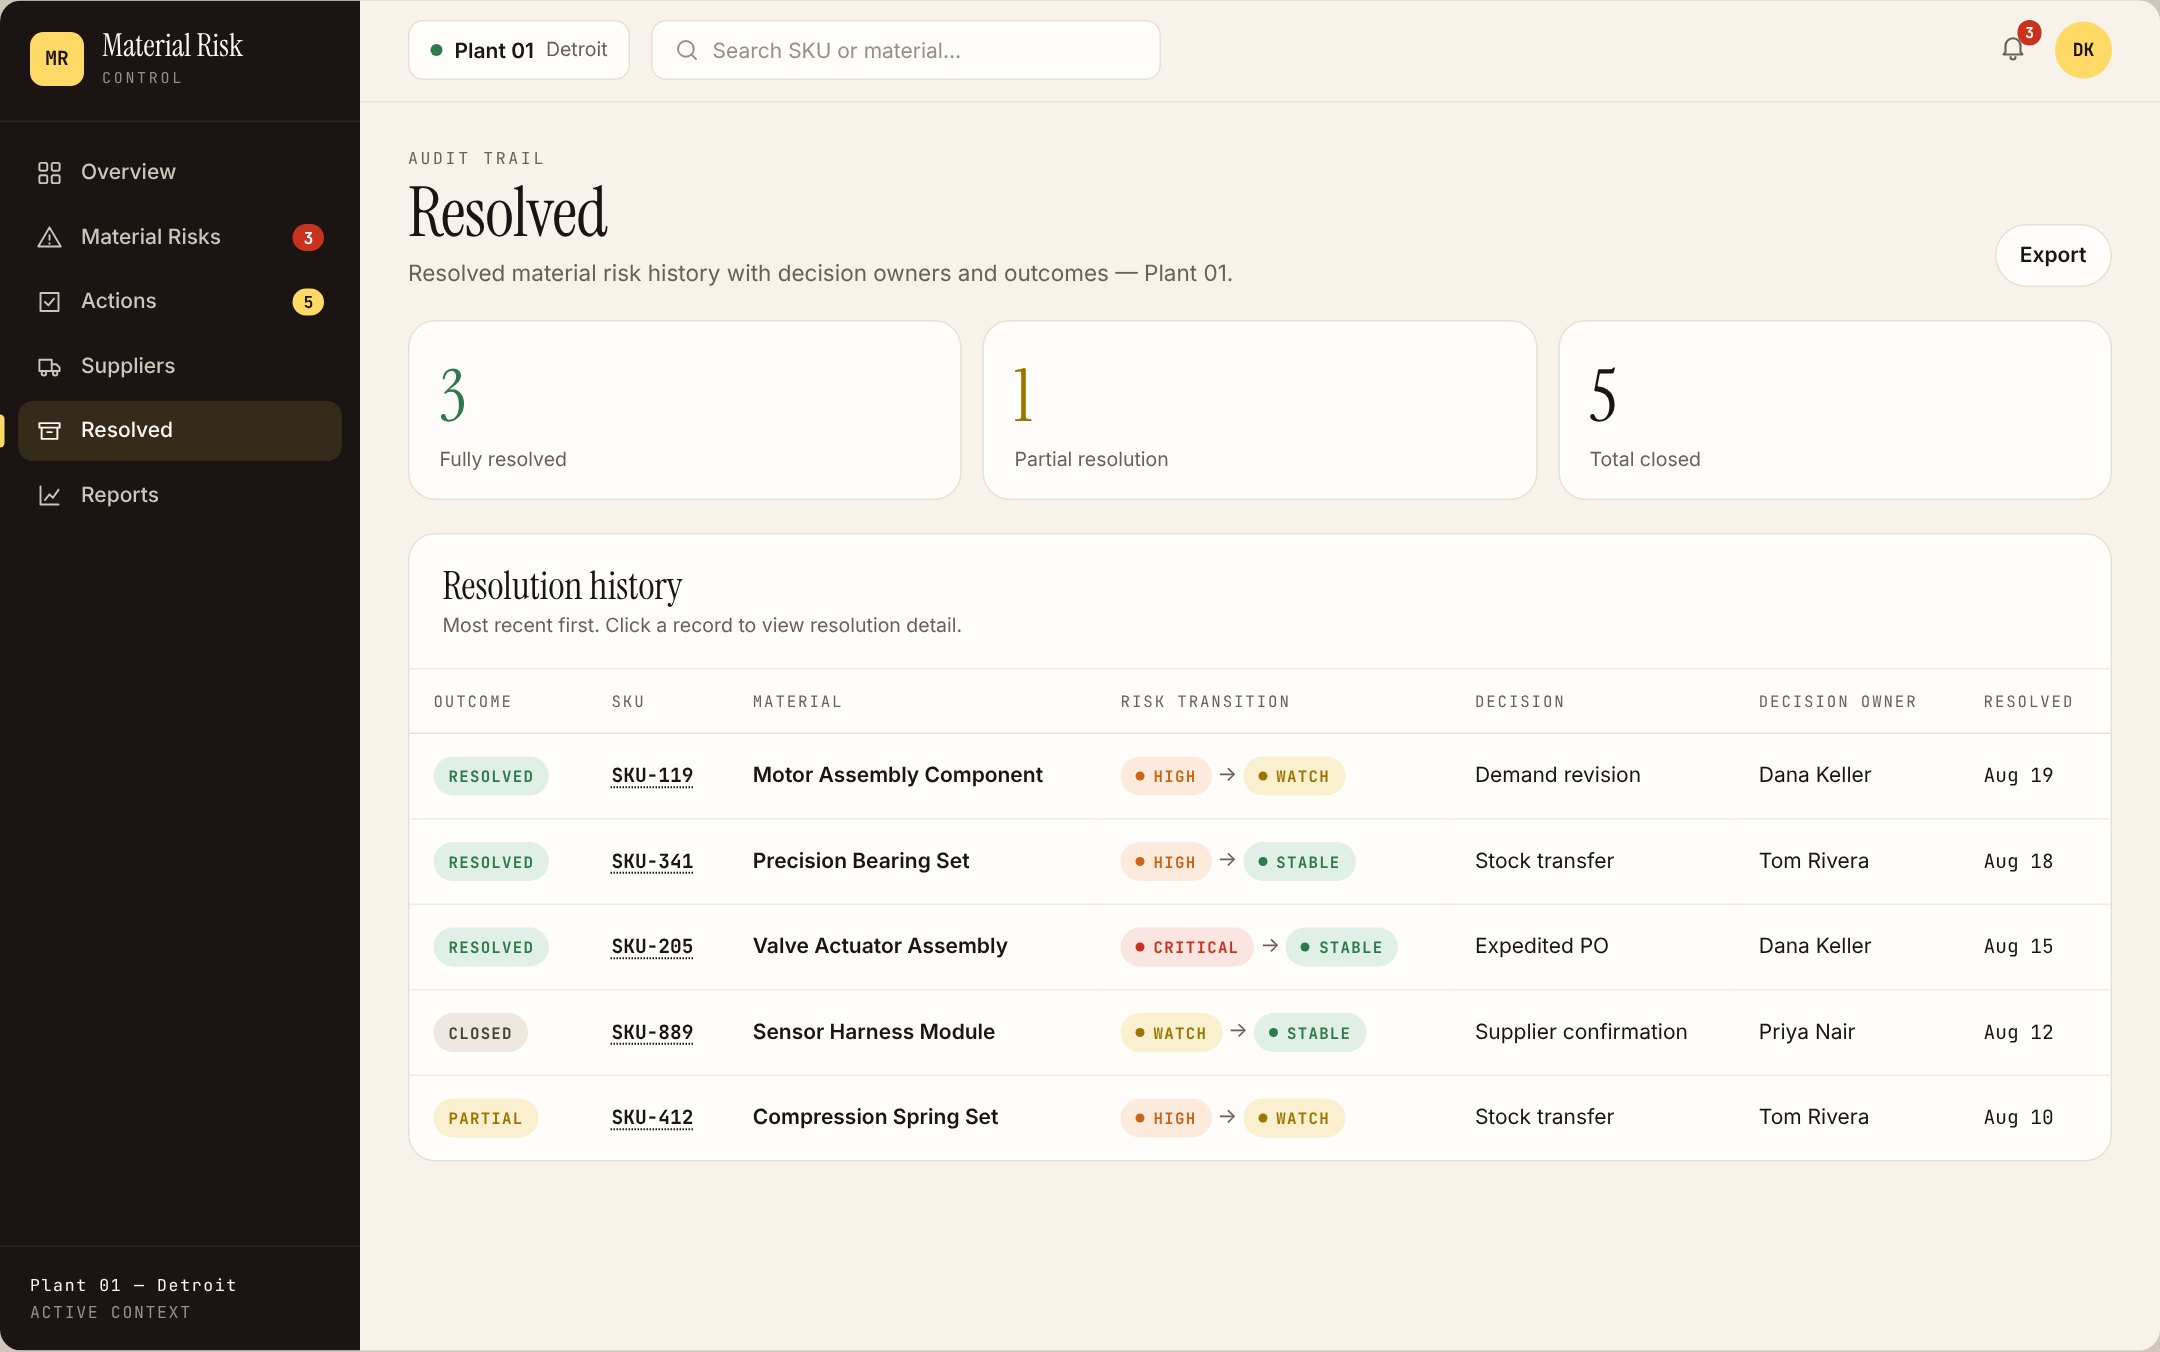 MR
Material Risk
CONTROL
Overview
Material Risks 3
Actions 5
Suppliers
Resolved
Reports
Plant 01 — Detroit
ACTIVE CONTEXT
Plant 01 Detroit
Search SKU or material...
3
DK
AUDIT TRAIL
Resolved
Resolved material risk history with decision owners and outcomes — Plant 01.
Export
3
Fully resolved
1
Partial resolution
5
Total closed
Resolution history
Most recent first. Click a record to view resolution detail.
OUTCOME SKU MATERIAL RISK TRANSITION DECISION DECISION OWNER RESOLVED
RESOLVED SKU-119 Motor Assembly Component HIGH → WATCH Demand revision Dana Keller Aug 19
RESOLVED SKU-341 Precision Bearing Set HIGH → STABLE Stock transfer Tom Rivera Aug 18
RESOLVED SKU-205 Valve Actuator Assembly CRITICAL → STABLE Expedited PO Dana Keller Aug 15
CLOSED SKU-889 Sensor Harness Module WATCH → STABLE Supplier confirmation Priya Nair Aug 12
PARTIAL SKU-412 Compression Spring Set HIGH → WATCH Stock transfer Tom Rivera Aug 10